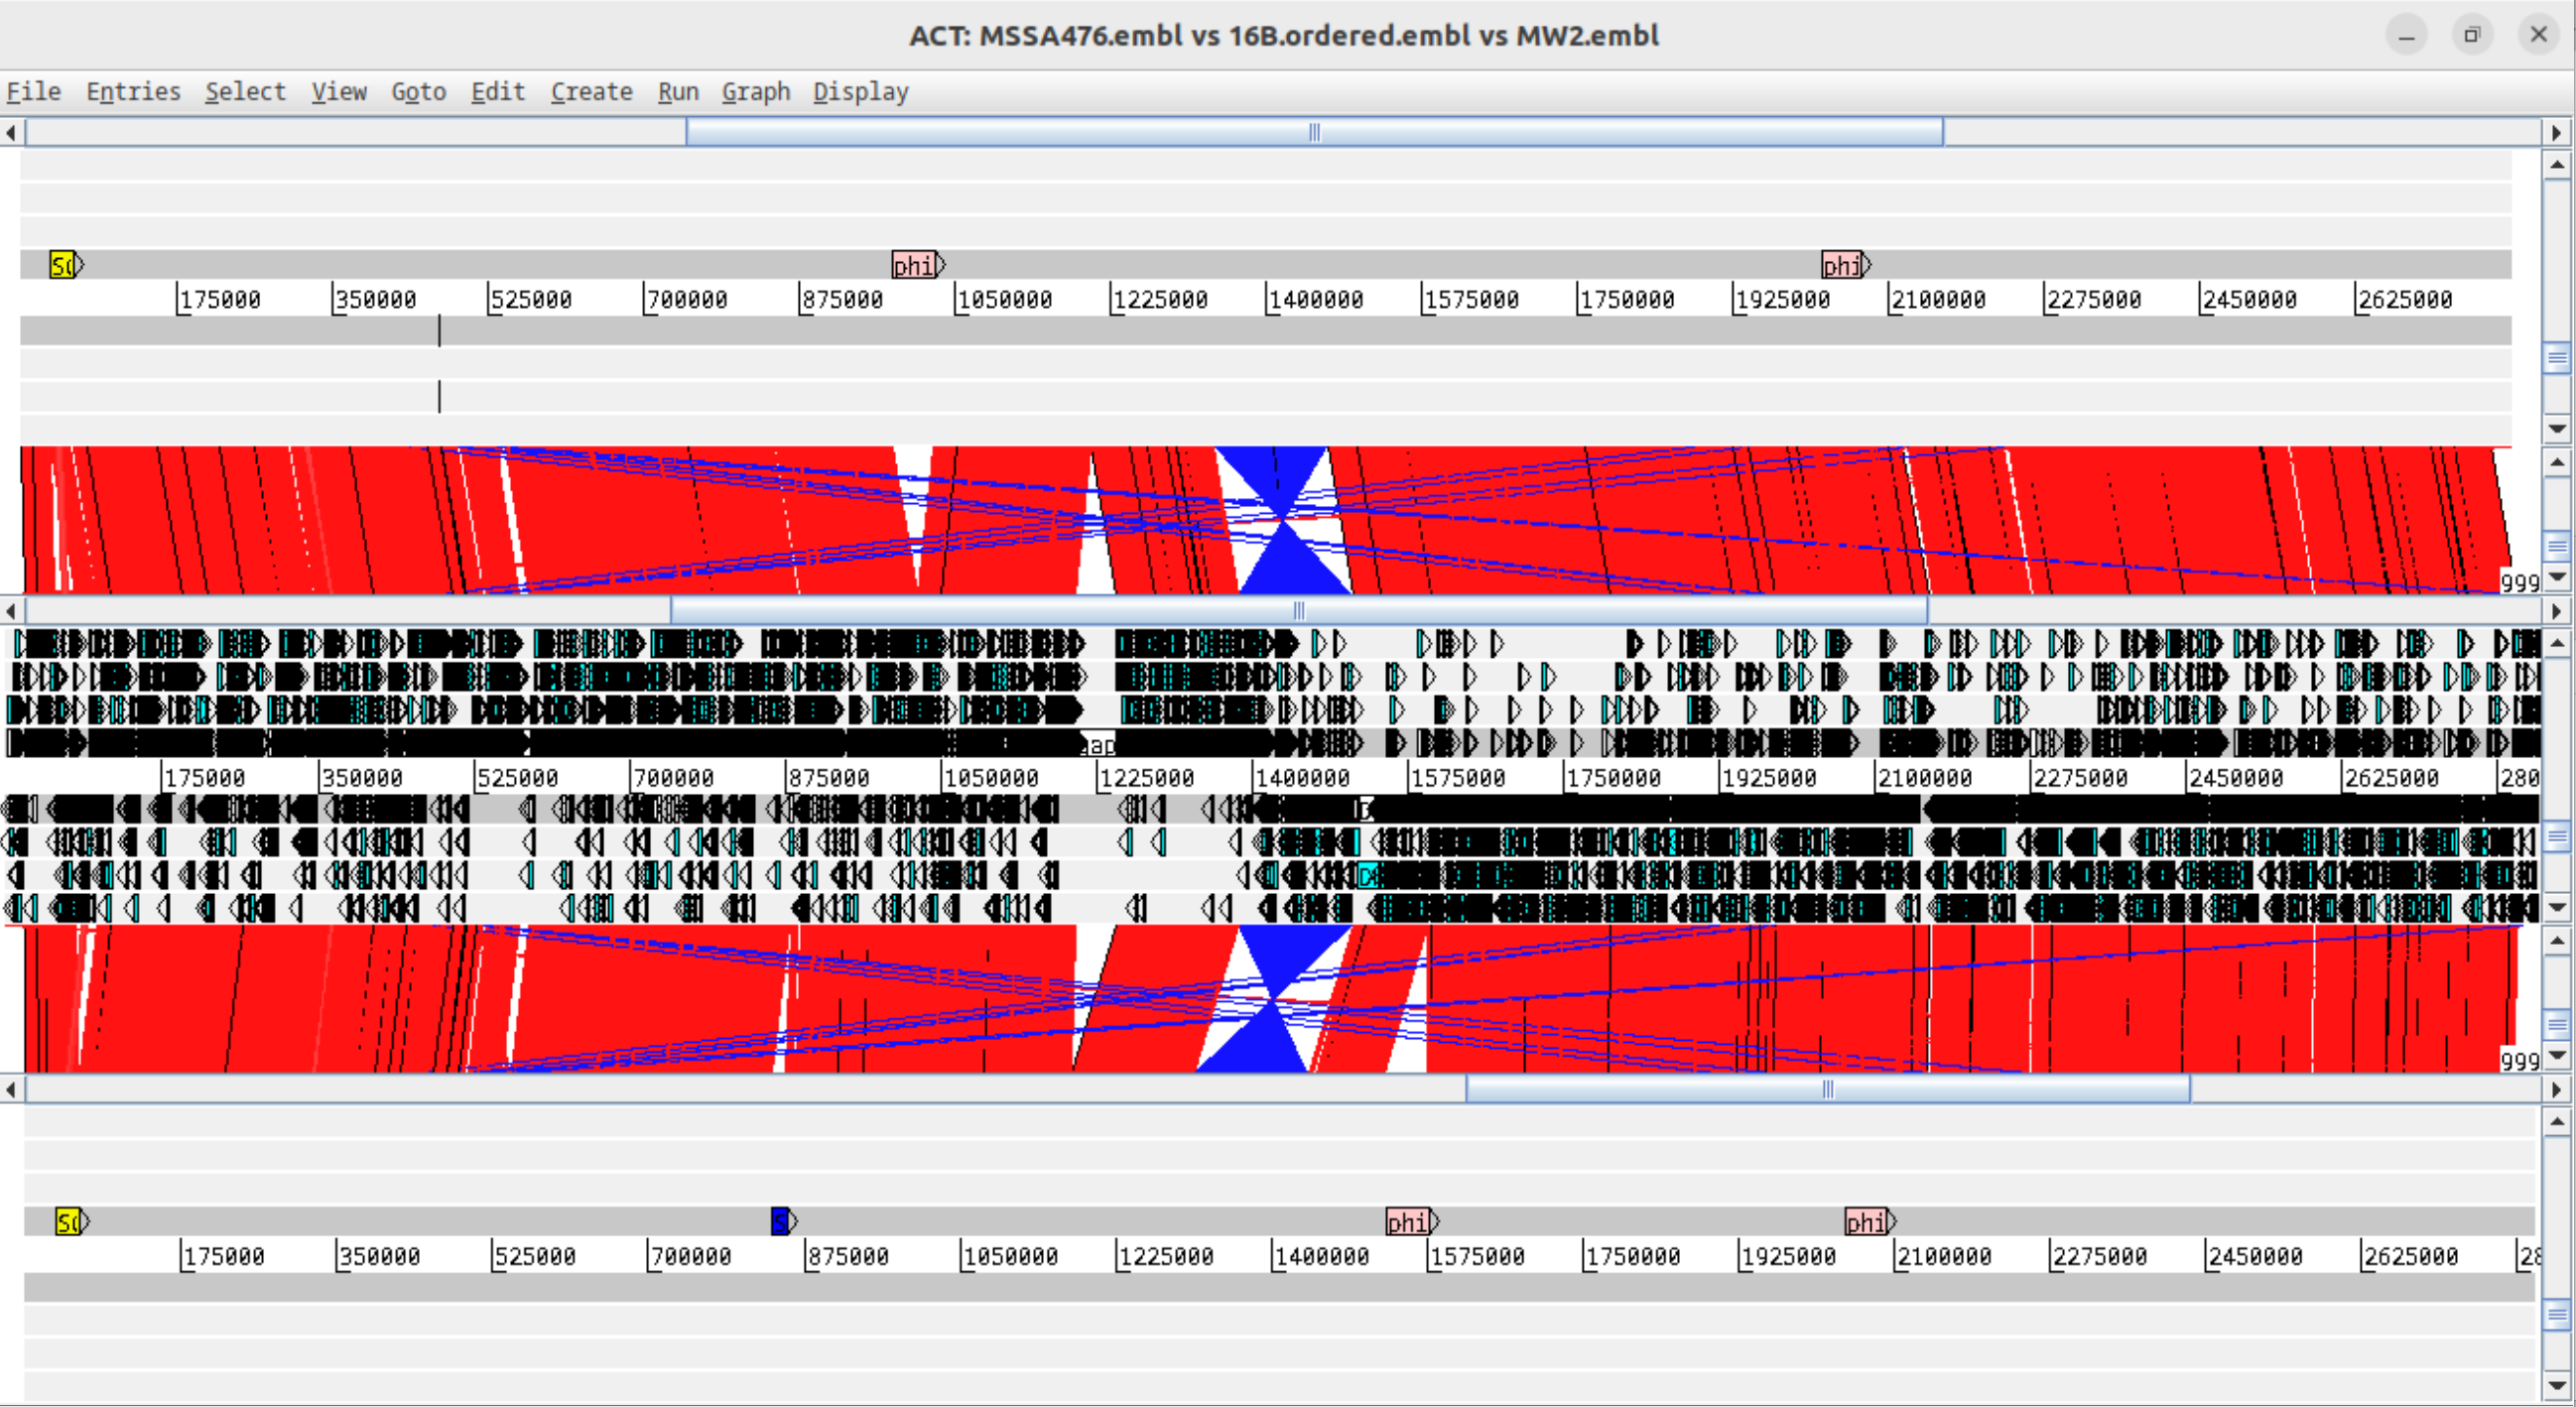 ACT: MSSA476.embl vs 16B.ordered.embl vs MW2.embl
File Entries Select View Goto Edit Create Run Graph Display
phi phi
175000 350000 525000 700000 875000 1050000 1225000 1400000 1575000 1750000 1925000 2100000 2275000 2450000 2625000
999
175000 350000 525000 700000 875000 1050000 1225000 1400000 1575000 1750000 1925000 2100000 2275000 2450000 2625000 280
999
S phi phi
175000 350000 525000 700000 875000 1050000 1225000 1400000 1575000 1750000 1925000 2100000 2275000 2450000 2625000 28